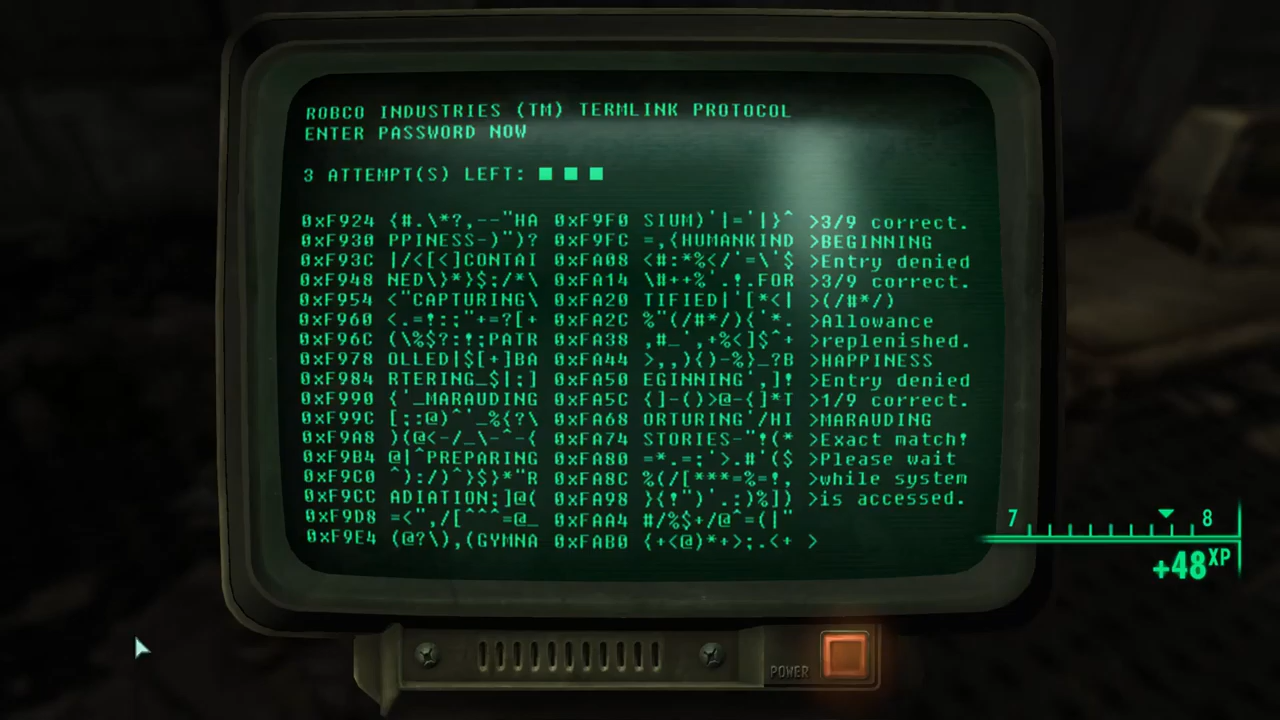 ROBCO INDUSTRIES (TM) TERMLINK PROTOCOL
ENTER PASSWORD NOW
3 ATTEMPT(S) LEFT: ■ ■ ■
0xF924 {#.\*?,--"HA 0xF9F0 SIUM)'|='|}^ >3/9 correct.
0xF930 PPINESS-)")? 0xF9FC =,{HUMANKIND >BEGINNING
0xF93C |/<[<]CONTAI 0xFA08 <#:*%</'=\'$ >Entry denied
0xF948 NED\}*}$:/*\ 0xFA14 \#++%'.!.FOR >3/9 correct.
0xF954 <"CAPTURING\ 0xFA20 TIFIED|'[*<| >(/#*/)
0xF960 <.=!:;"+=?[+ 0xFA2C %"(/#*/){'*. >Allowance
0xF96C (\%$?:!;PATR 0xFA38 ,#_',+%<]$^+ >replenished.
0xF978 OLLED|$[+]BA 0xFA44 >,,){)-%}_?B >HAPPINESS
0xF984 RTERING_$|;] 0xFA50 EGINNING',]! >Entry denied
0xF990 {'_MARAUDING 0xFA5C {]-()>@-{]*T >1/9 correct.
0xF99C [;:@)^'_%{?\ 0xFA68 ORTURING'/HI >MARAUDING
0xF9A8 )(@<-/_\-^-{ 0xFA74 STORIES-"!(* >Exact match!
0xF9B4 @|^PREPARING 0xFA80 =*.=;'>.#'($ >Please wait
0xF9C0 ^):/)^}$}*"R 0xFA8C %(/[***=%=!, >while system
0xF9CC ADIATION;]@( 0xFA98 }{!")'.:)%]) >is accessed.
0xF9D8 =<",/[^^^=@_ 0xFAA4 #/%$+/@^=(|"
0xF9E4 (@?\),(GYMNA 0xFAB0 {+<@)*+>;.<+ >
7 8
+48XP
POWER